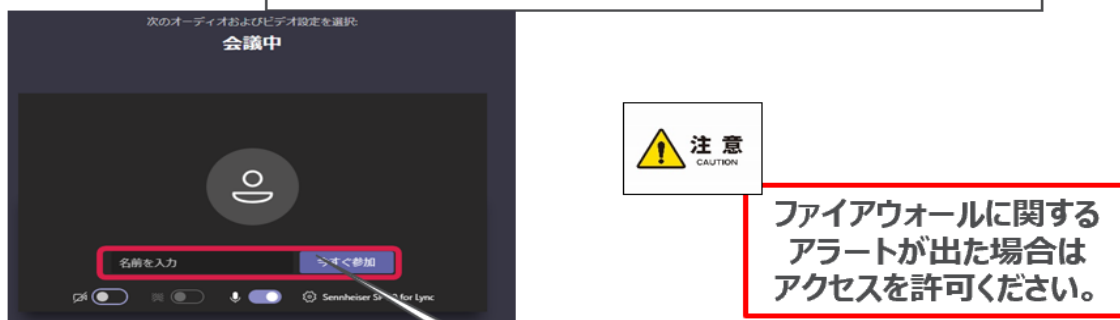 次のオーディオおよびビデオ設定を選択:
会議中
名前を入力
今すぐ参加
Sennheiser for Lync
注意
CAUTION
ファイアウォールに関する
アラートが出た場合は
アクセスを許可ください。